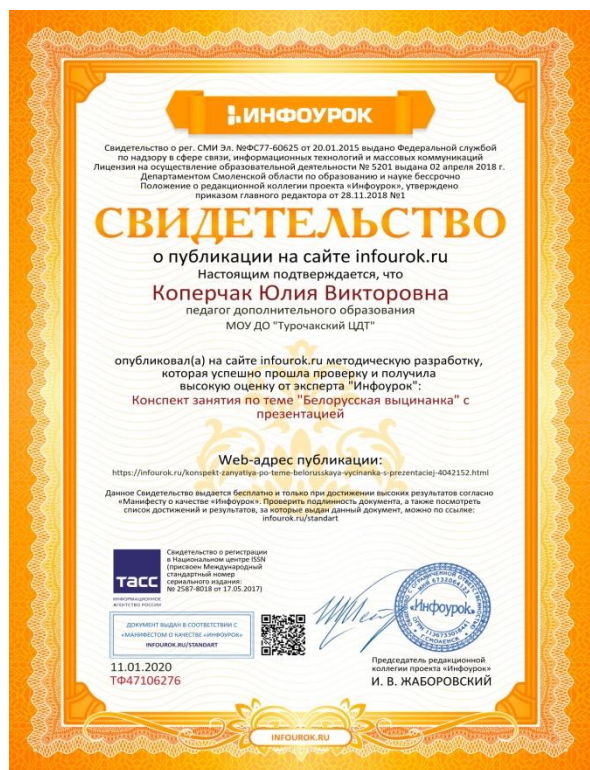 ИНФОУРОК
Свидетельство о рег. СМИ Эл. №ФС77-60625 от 20.01.2015 выдано Федеральной службой
по надзору в сфере связи, информационных технологий и массовых коммуникаций
Лицензия на осуществление образовательной деятельности № 5201 выдана 02 апреля 2018 г.
Департаментом Смоленской области по образованию и науке бессрочно
Положение о редакционной коллегии проекта «Инфоурок», утверждено
приказом главного редактора от 28.11.2018 №1
СВИДЕТЕЛЬСТВО
о публикации на сайте infourok.ru
Настоящим подтверждается, что
Коперчак Юлия Викторовна
педагог дополнительного образования
МОУ ДО "Турочакский ЦДТ"
опубликовал(а) на сайте infourok.ru методическую разработку,
которая успешно прошла проверку и получила
высокую оценку от эксперта "Инфоурок":
Конспект занятия по теме "Белорусская выцинанка" с
презентацией
Web-адрес публикации:
https://infourok.ru/konspekt-zanyatiya-po-teme-belorusskaya-vycinanka-s-prezentaciej-4042152.html
Данное Свидетельство выдается бесплатно и только при достижении высоких результатов согласно
«Манифесту о качестве «Инфоурок». Проверить подлинность документа, а также посмотреть
список достижений и результатов, за которые выдан данный документ, можно по ссылке:
infourok.ru/standart
ТАСС
ИНФОРМАЦИОННОЕ
АГЕНТСТВО РОССИИ
Свидетельство о регистрации
в Национальном центре ISSN
(присвоен Международный
стандартный номер
сериального издания:
№ 2587-8018 от 17.05.2017)
ДОКУМЕНТ ВЫДАН В СООТВЕТСТВИИ С
«МАНИФЕСТОМ О КАЧЕСТВЕ «ИНФОУРОК»
INFOUROK.RU/STANDART
«Инфоурок»
11.01.2020
ТФ47106276
Председатель редакционной
коллегии проекта «Инфоурок»
И. В. ЖАБОРОВСКИЙ
INFOUROK.RU